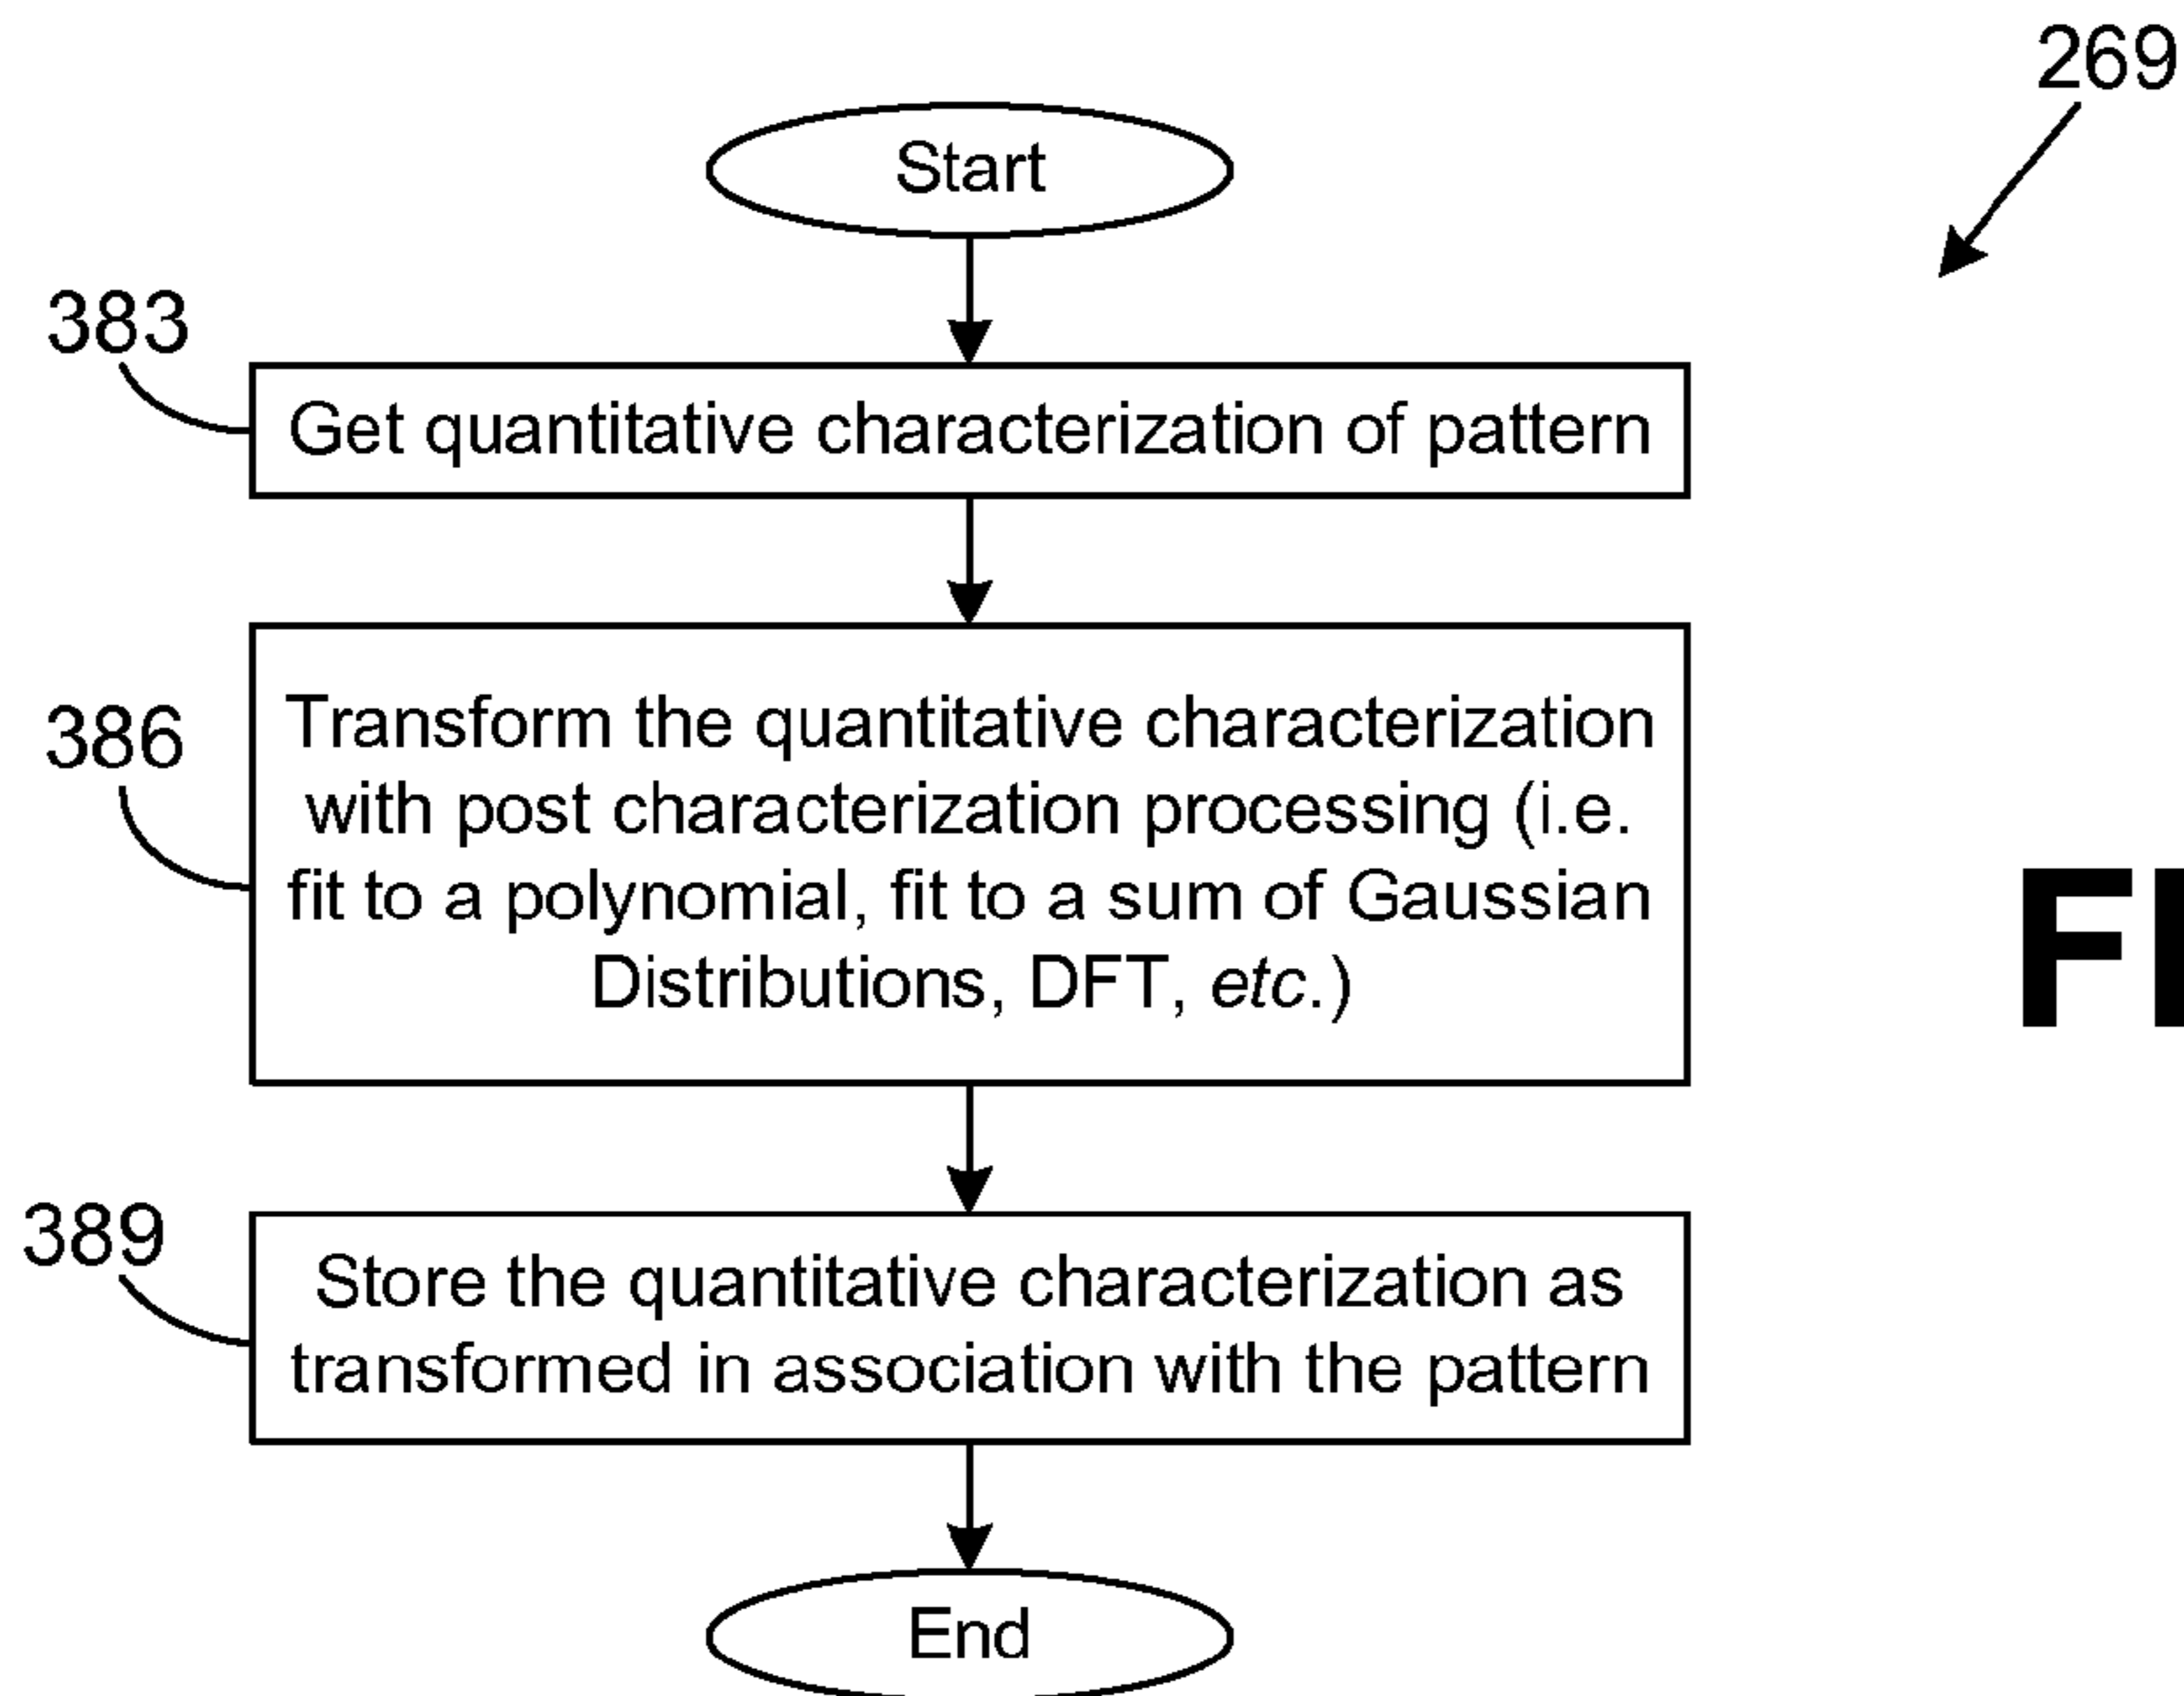 269
Start
383
Get quantitative characterization of pattern
386
Transform the quantitative characterization
with post characterization processing (i.e.
fit to a polynomial, fit to a sum of Gaussian
Distributions, DFT, etc.)
389
Store the quantitative characterization as
transformed in association with the pattern
End